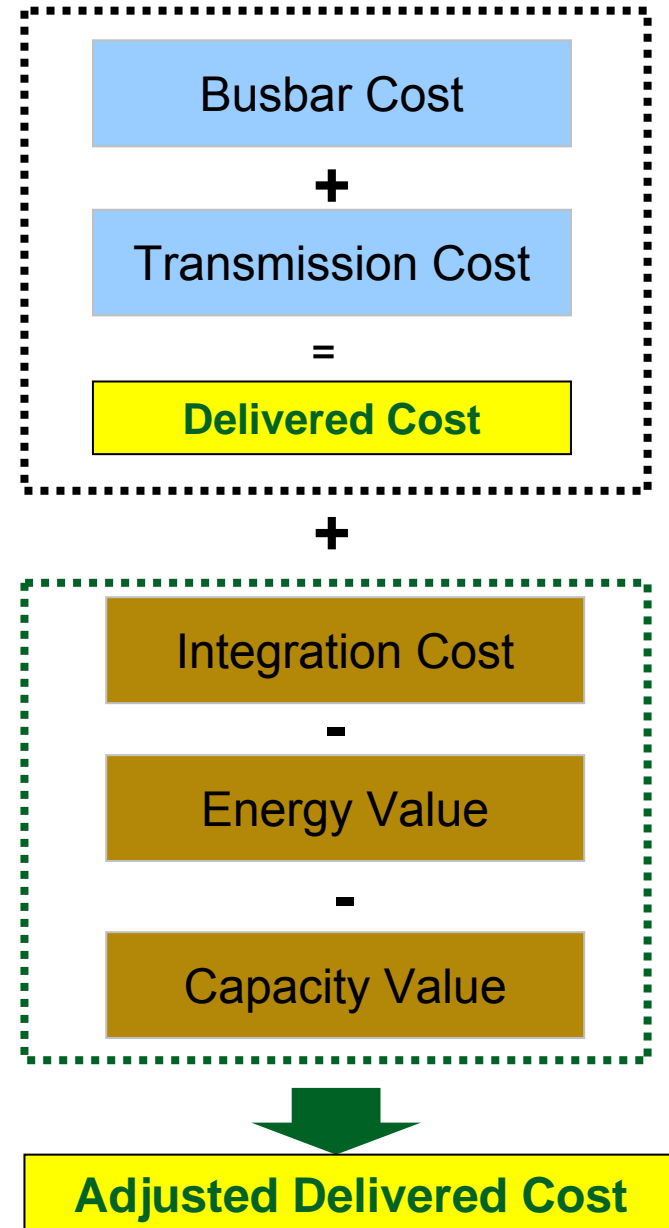 Busbar Cost
+
Transmission Cost
=
Delivered Cost
+
Integration Cost
-
Energy Value
-
Capacity Value
Adjusted Delivered Cost